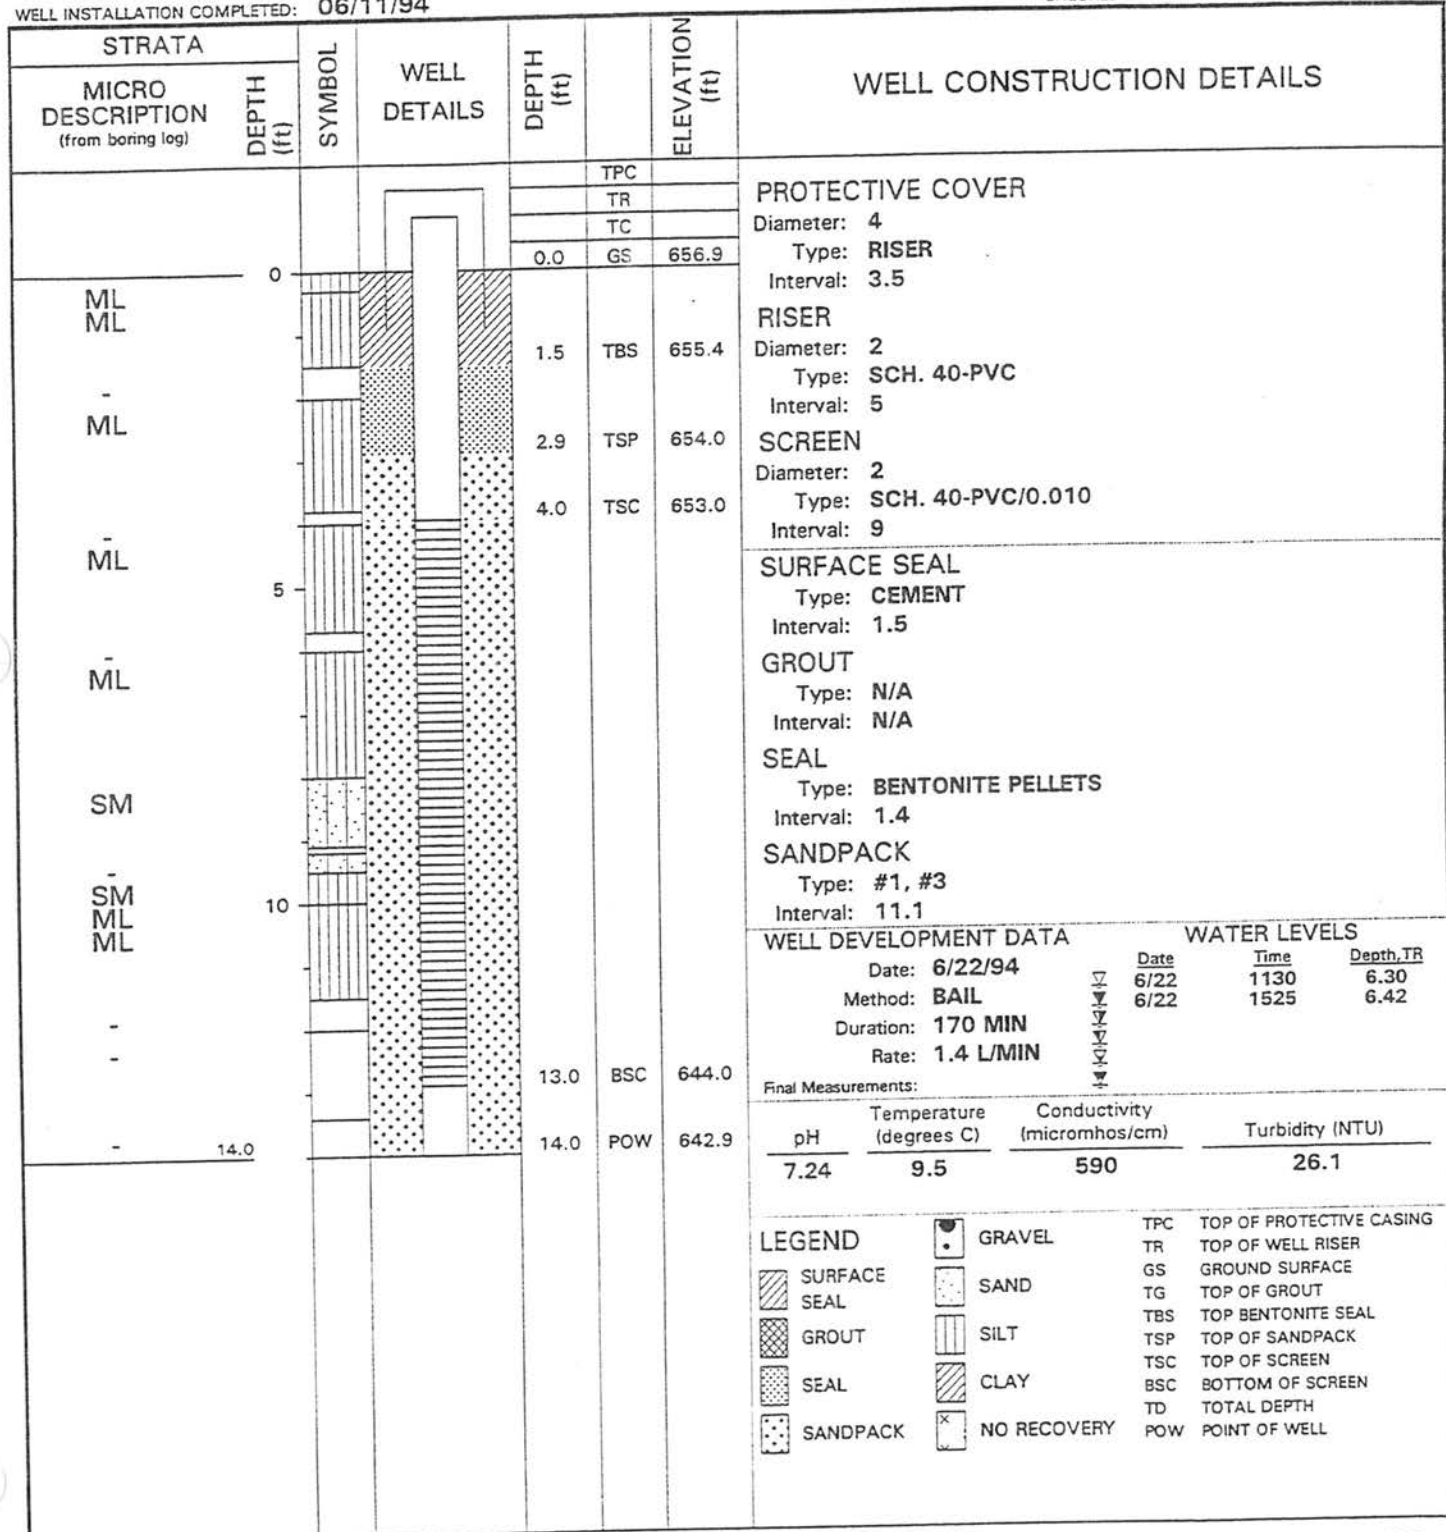 WELL INSTALLATION COMPLETED: 06/11/94
STRATA
MICRO
DESCRIPTION
(from boring log)
DEPTH
(ft)
SYMBOL
WELL
DETAILS
DEPTH
(ft)
ELEVATION
(ft)
WELL CONSTRUCTION DETAILS
TPC
TR
TC
0.0 GS 656.9
0
ML
ML
1.5 TBS 655.4
-
ML
2.9 TSP 654.0
4.0 TSC 653.0
-
ML
5
-
ML
SM
-
SM
10
ML
ML
-
-
13.0 BSC 644.0
- 14.0
14.0 POW 642.9
PROTECTIVE COVER
Diameter: 4
Type: RISER
Interval: 3.5
RISER
Diameter: 2
Type: SCH. 40-PVC
Interval: 5
SCREEN
Diameter: 2
Type: SCH. 40-PVC/0.010
Interval: 9
SURFACE SEAL
Type: CEMENT
Interval: 1.5
GROUT
Type: N/A
Interval: N/A
SEAL
Type: BENTONITE PELLETS
Interval: 1.4
SANDPACK
Type: #1, #3
Interval: 11.1
WELL DEVELOPMENT DATA
Date: 6/22/94
Method: BAIL
Duration: 170 MIN
Rate: 1.4 L/MIN
WATER LEVELS
Date Time Depth,TR
6/22 1130 6.30
6/22 1525 6.42
Final Measurements:
pH Temperature (degrees C) Conductivity (micromhos/cm) Turbidity (NTU)
7.24 9.5 590 26.1
LEGEND
SURFACE
SEAL
GROUT
SEAL
SANDPACK
GRAVEL
SAND
SILT
CLAY
NO RECOVERY
TPC TOP OF PROTECTIVE CASING
TR TOP OF WELL RISER
GS GROUND SURFACE
TG TOP OF GROUT
TBS TOP BENTONITE SEAL
TSP TOP OF SANDPACK
TSC TOP OF SCREEN
BSC BOTTOM OF SCREEN
TD TOTAL DEPTH
POW POINT OF WELL